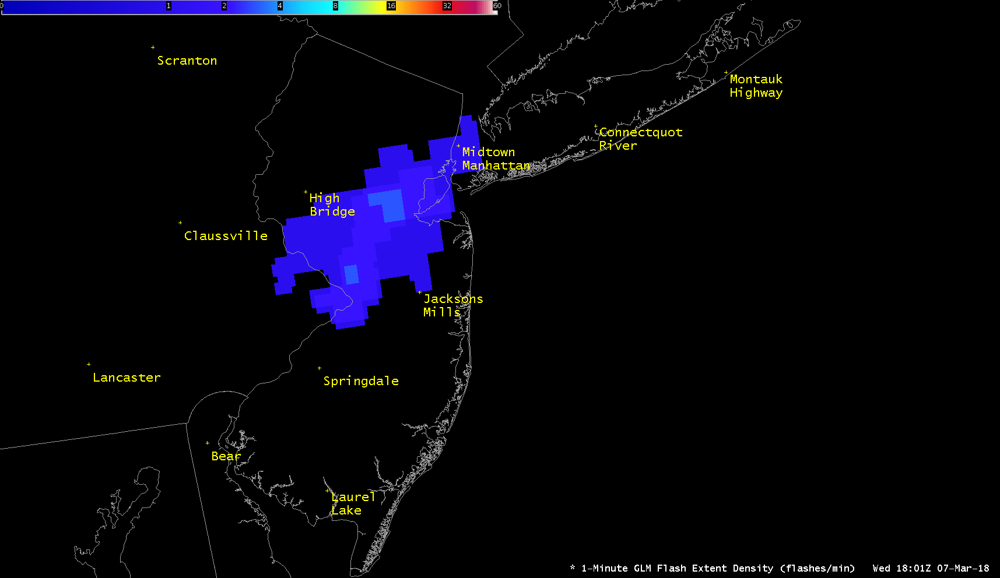 0 1 2 4 8 16 32 60
Scranton
Montauk
Highway
Connectquot
River
Midtown
Manhattan
High
Bridge
Claussville
Jacksons
Mills
Lancaster
Springdale
Bear
Laurel
Lake
* 1-Minute GLM Flash Extent Density (flashes/min) Wed 18:01Z 07-Mar-18